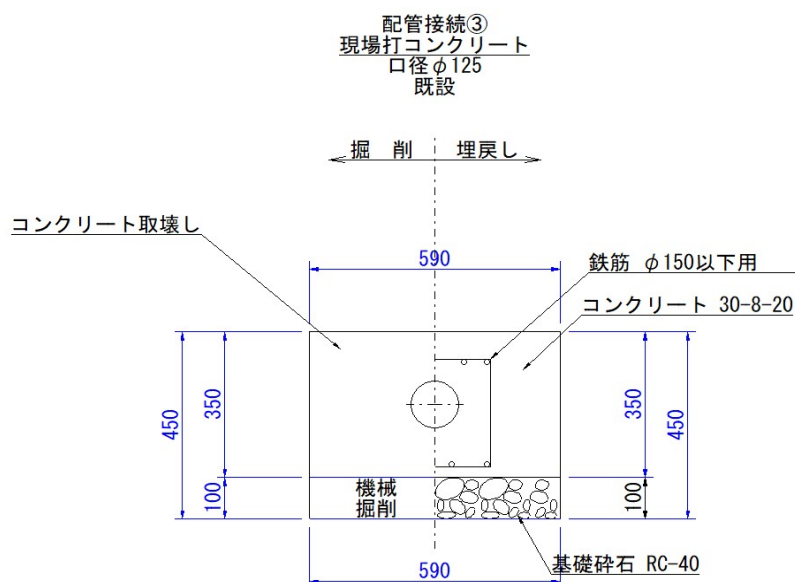 配管接続③
現場打コンクリート
口径φ125
既設
掘 削 埋戻し
コンクリート取壊し
590
鉄筋 φ150以下用
コンクリート 30-8-20
450
350
350
450
100
機械
掘削
100
基礎砕石 RC-40
590